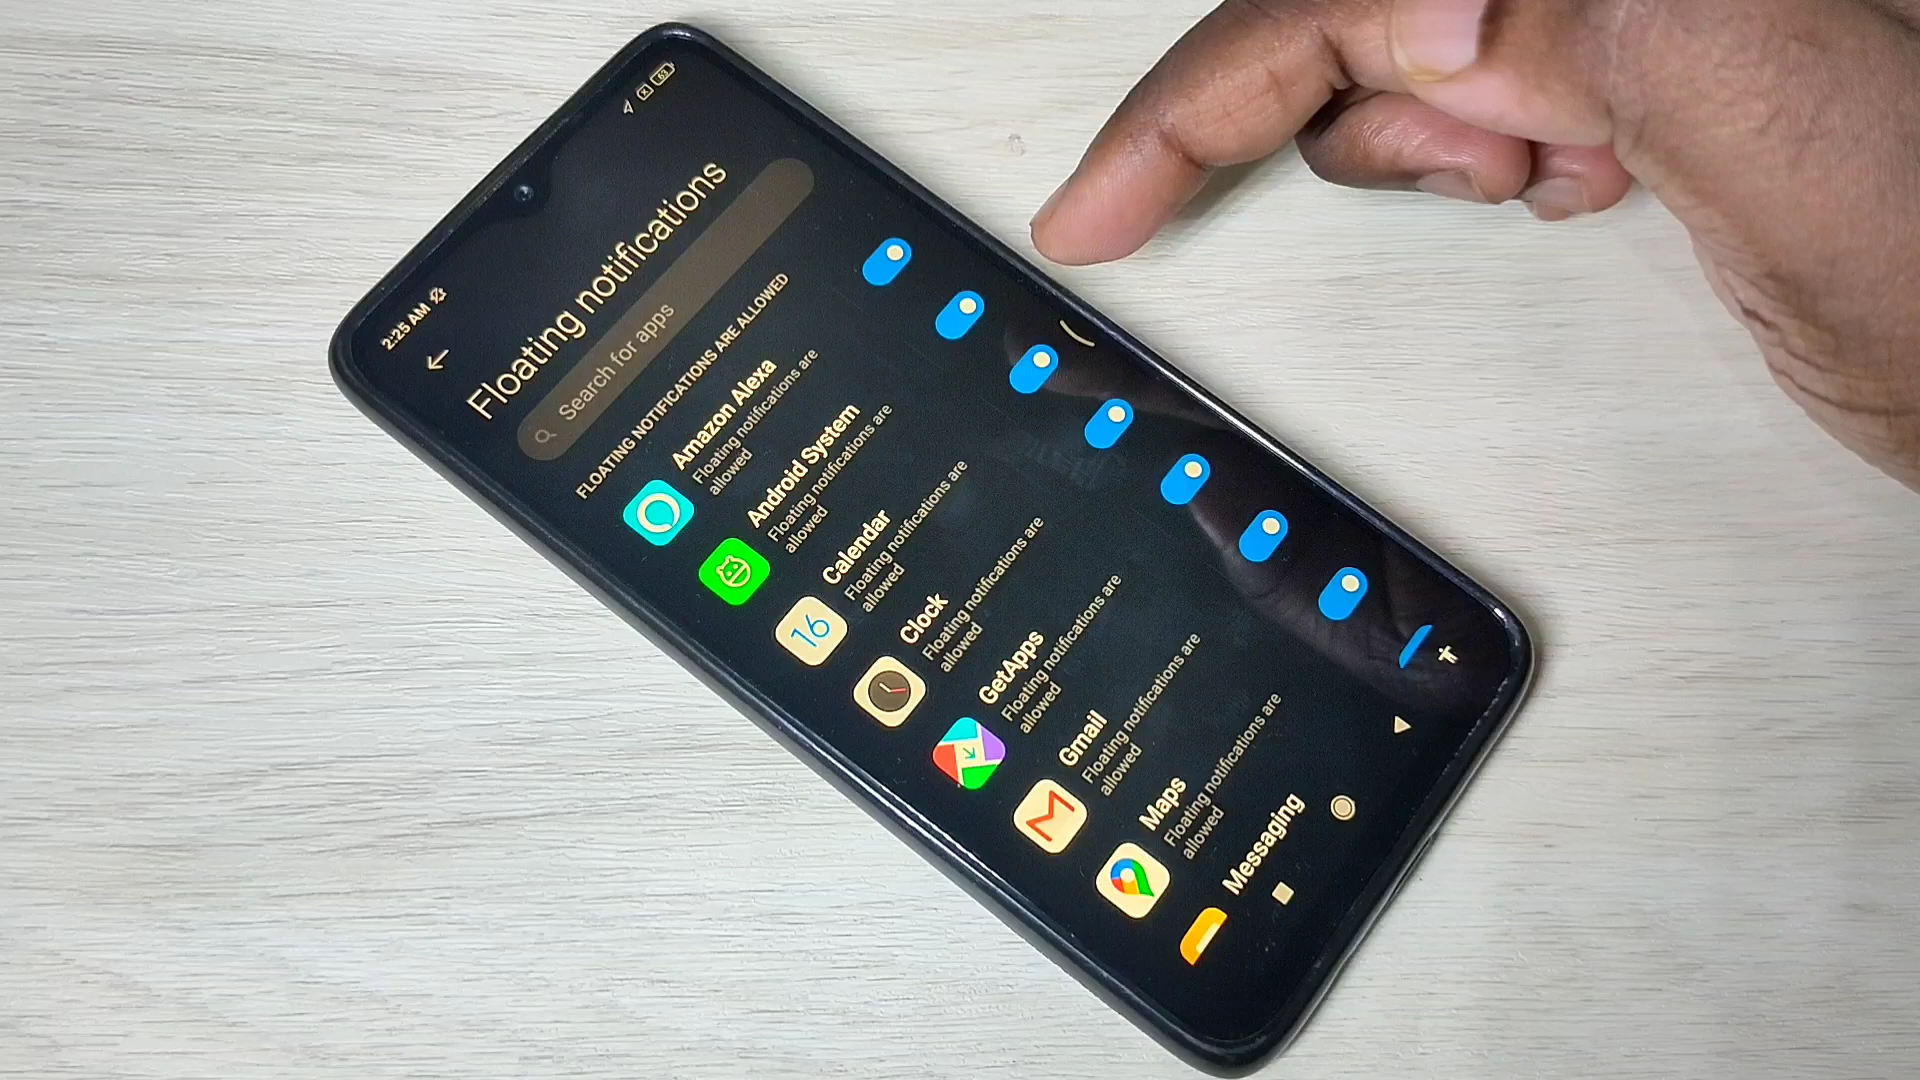 2:25 AM
63
Floating notifications
Search for apps
FLOATING NOTIFICATIONS ARE ALLOWED
Amazon Alexa
Floating notifications are
allowed
Android System
Floating notifications are
allowed
16
Calendar
Floating notifications are
allowed
Clock
Floating notifications are
allowed
GetApps
Floating notifications are
allowed
Gmail
Floating notifications are
allowed
Maps
Floating notifications are
allowed
Messaging